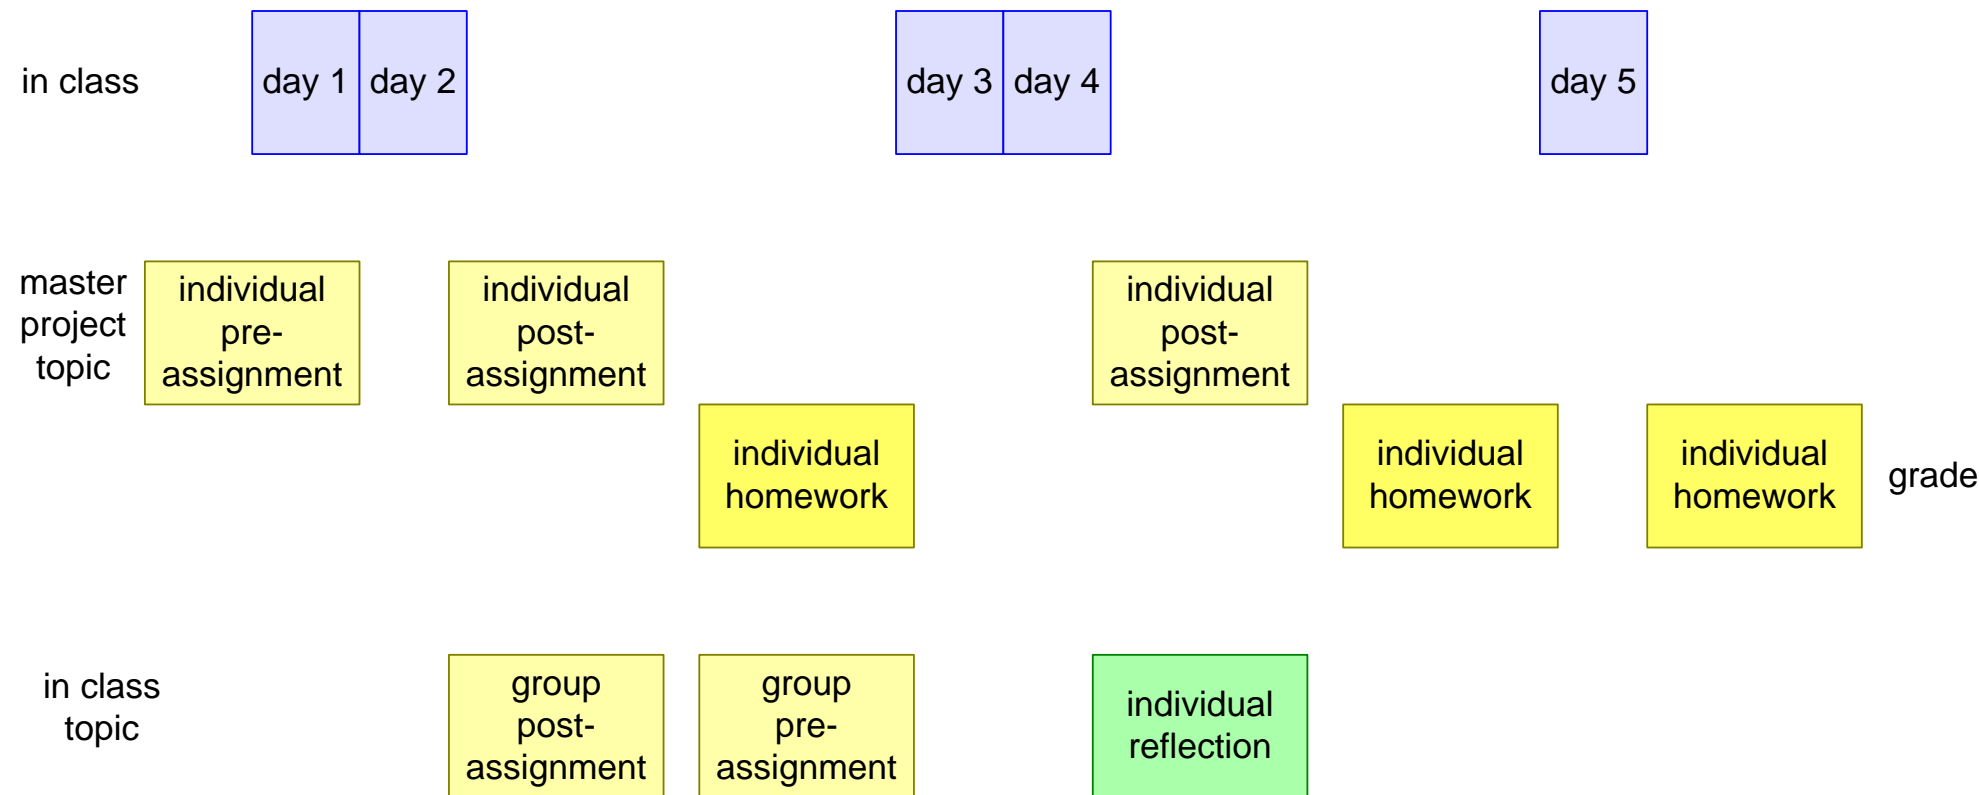 in class
day 1
day 2
day 3
day 4
day 5
master
project
topic
individual
pre-
assignment
individual
post-
assignment
individual
post-
assignment
individual
homework
individual
homework
individual
homework
grade
in class
topic
group
post-
assignment
group
pre-
assignment
individual
reflection